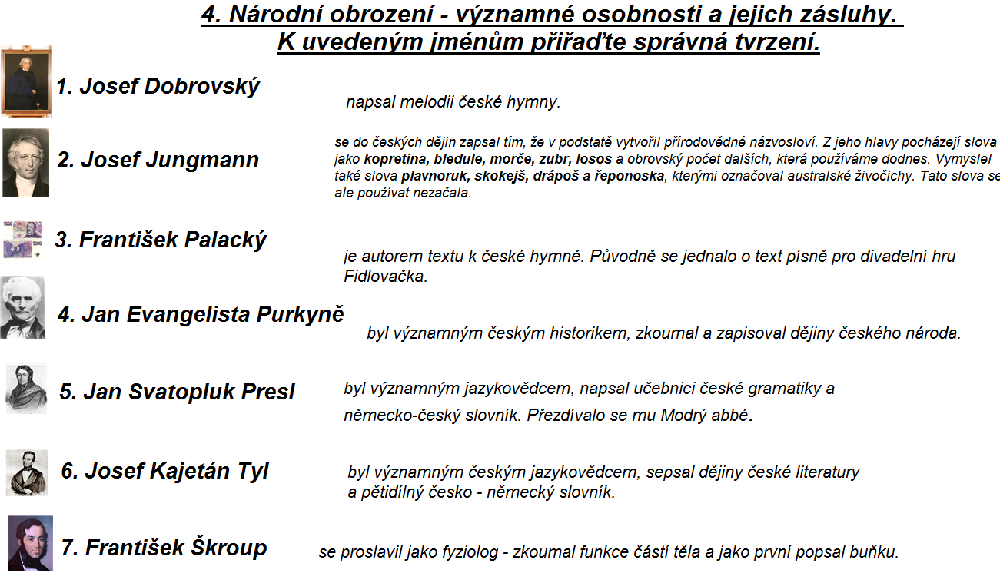 4. Národní obrození - významné osobnosti a jejich zásluhy.
K uvedeným jménům přiřaďte správná tvrzení.
1. Josef Dobrovský
napsal melodii české hymny.
2. Josef Jungmann
se do českých dějin zapsal tím, že v podstatě vytvořil přírodovědné názvosloví. Z jeho hlavy pocházejí slova
jako kopretina, bledule, morče, zubr, losos a obrovský počet dalších, která používáme dodnes. Vymyslel
také slova plavnoruk, skokejš, drápoš a řeponoska, kterými označoval australské živočichy. Tato slova se
ale používat nezačala.
3. František Palacký
1000
1000
je autorem textu k české hymně. Původně se jednalo o text písně pro divadelní hru
Fidlovačka.
4. Jan Evangelista Purkyně
byl významným českým historikem, zkoumal a zapisoval dějiny českého národa.
5. Jan Svatopluk Presl
byl významným jazykovědcem, napsal učebnici české gramatiky a
německo-český slovník. Přezdívalo se mu Modrý abbé.
6. Josef Kajetán Tyl
byl významným českým jazykovědcem, sepsal dějiny české literatury
a pětidílný česko - německý slovník.
7. František Škroup
se proslavil jako fyziolog - zkoumal funkce částí těla a jako první popsal buňku.